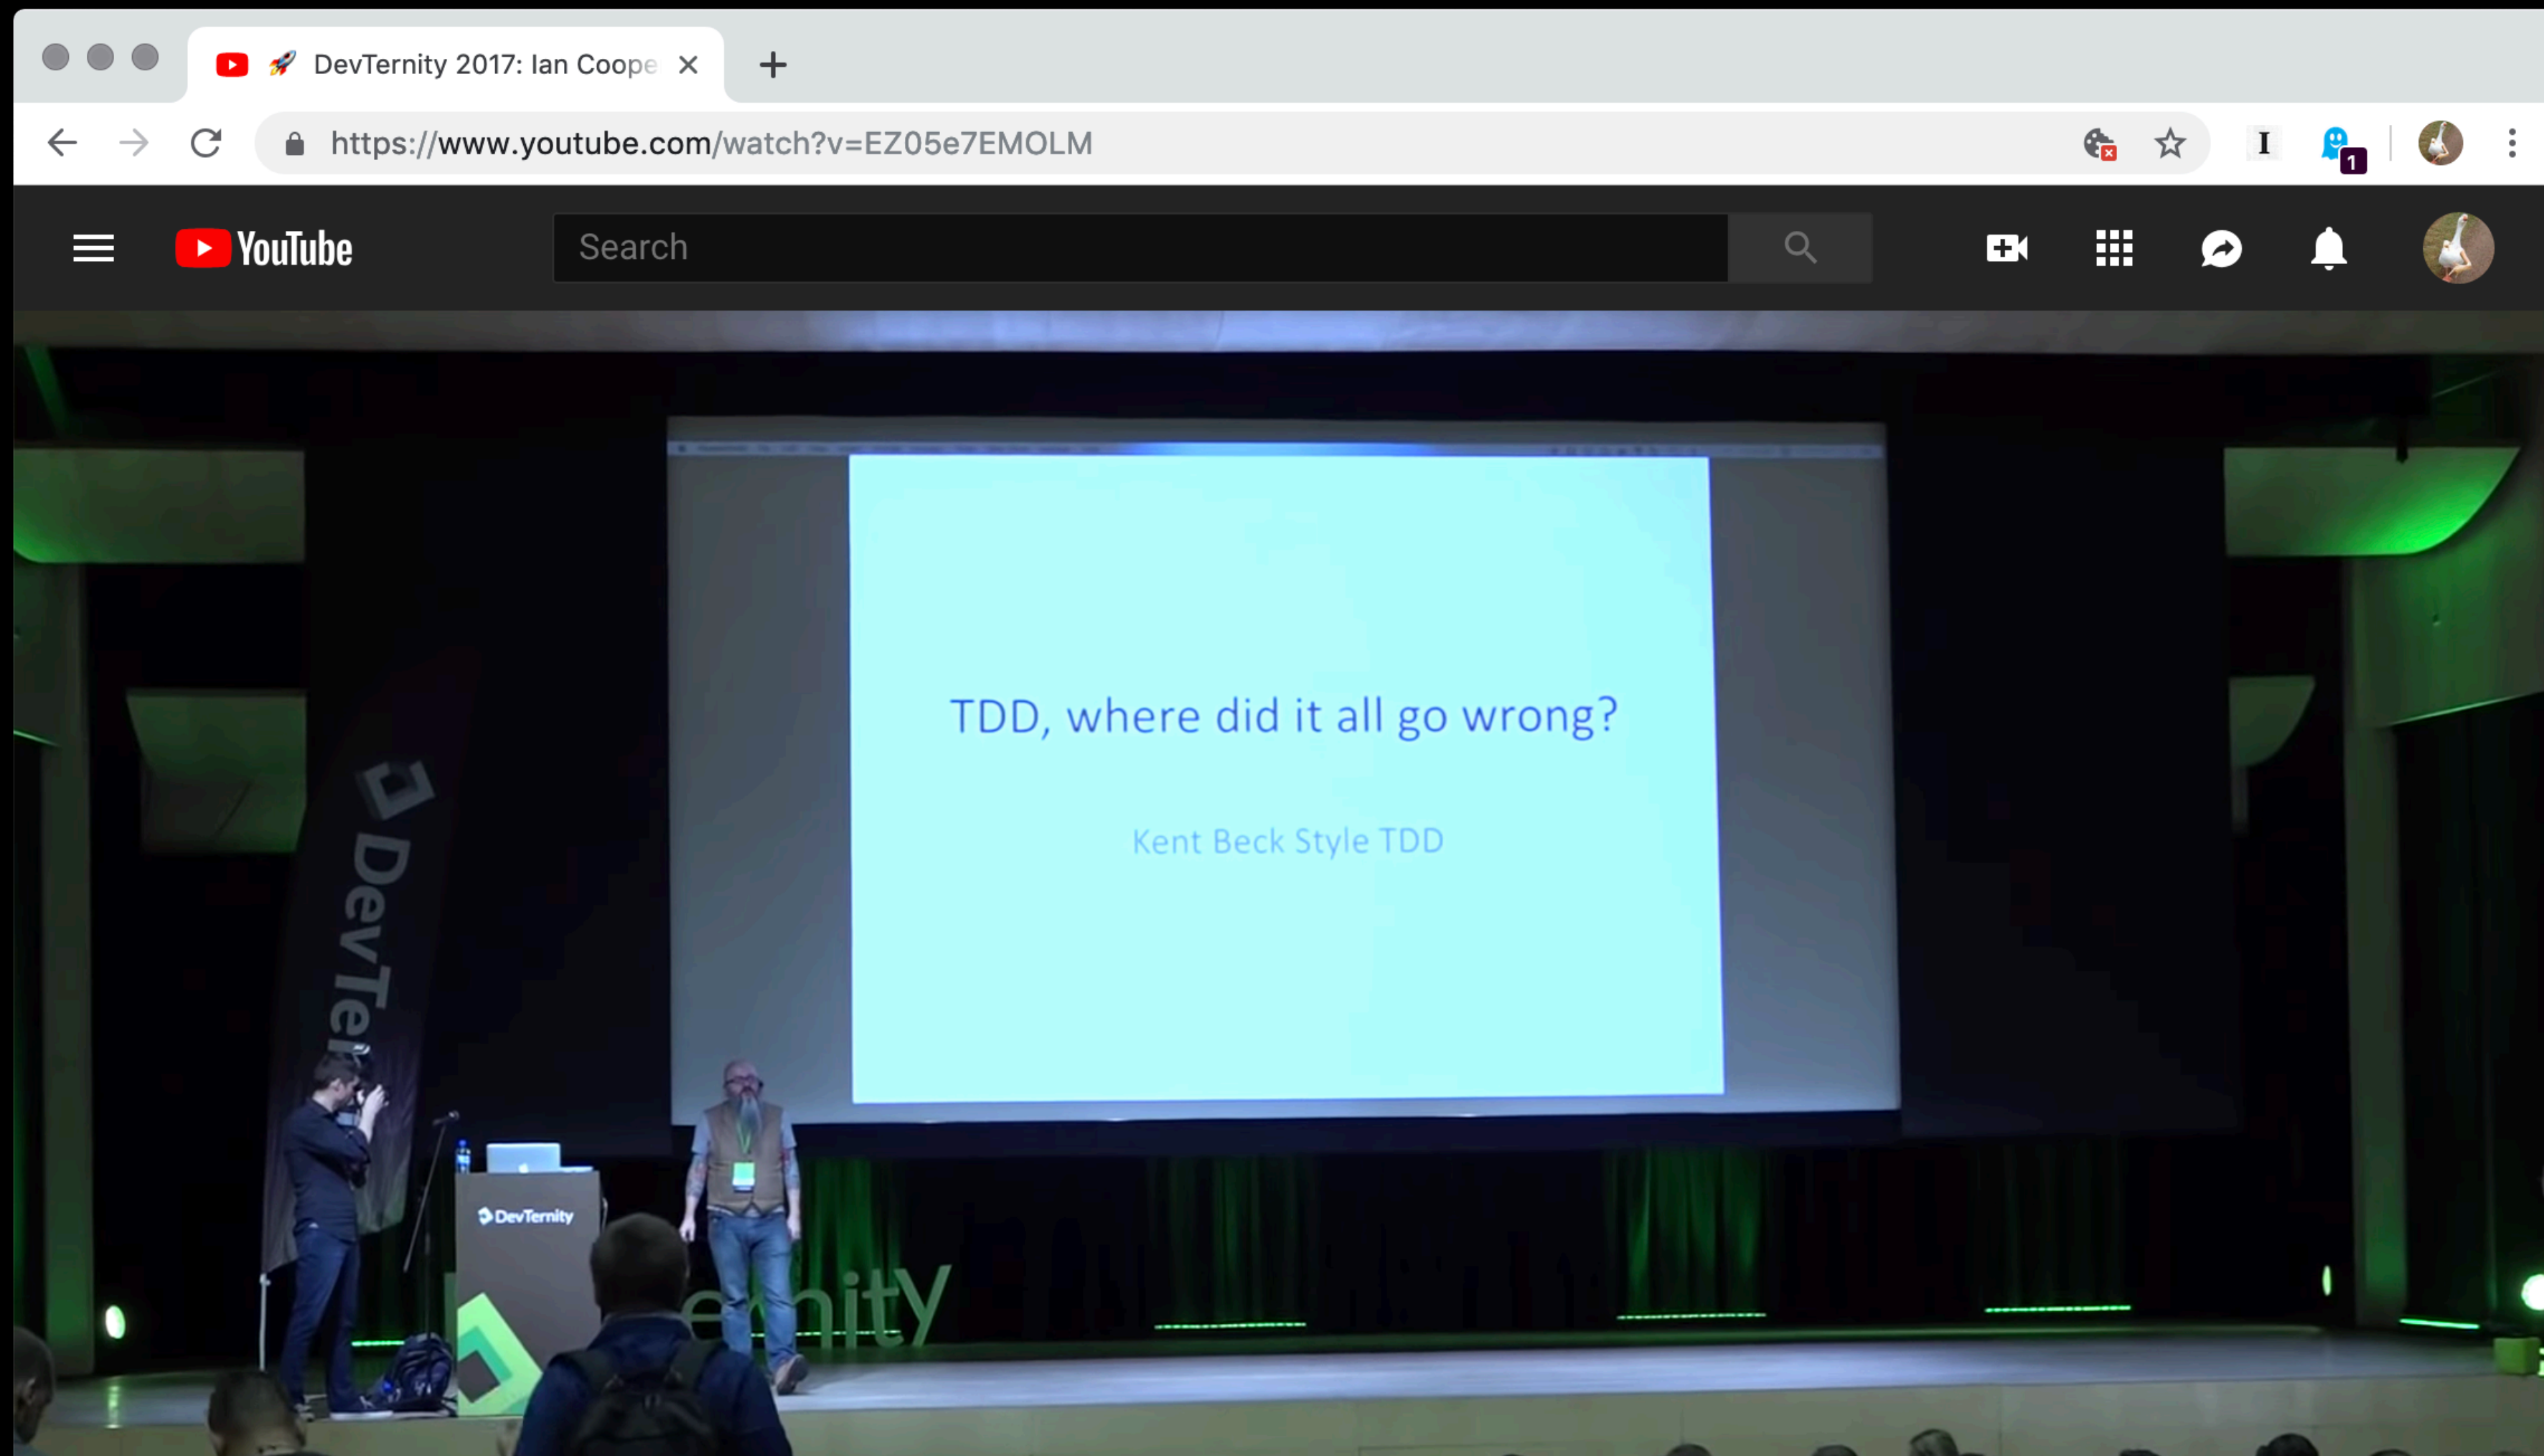 🚀 DevTernity 2017: Ian Coope
https://www.youtube.com/watch?v=EZ05e7EMOLM
I
1
YouTube
Search
TDD, where did it all go wrong?
Kent Beck Style TDD
DevTer
DevTernity
ernity